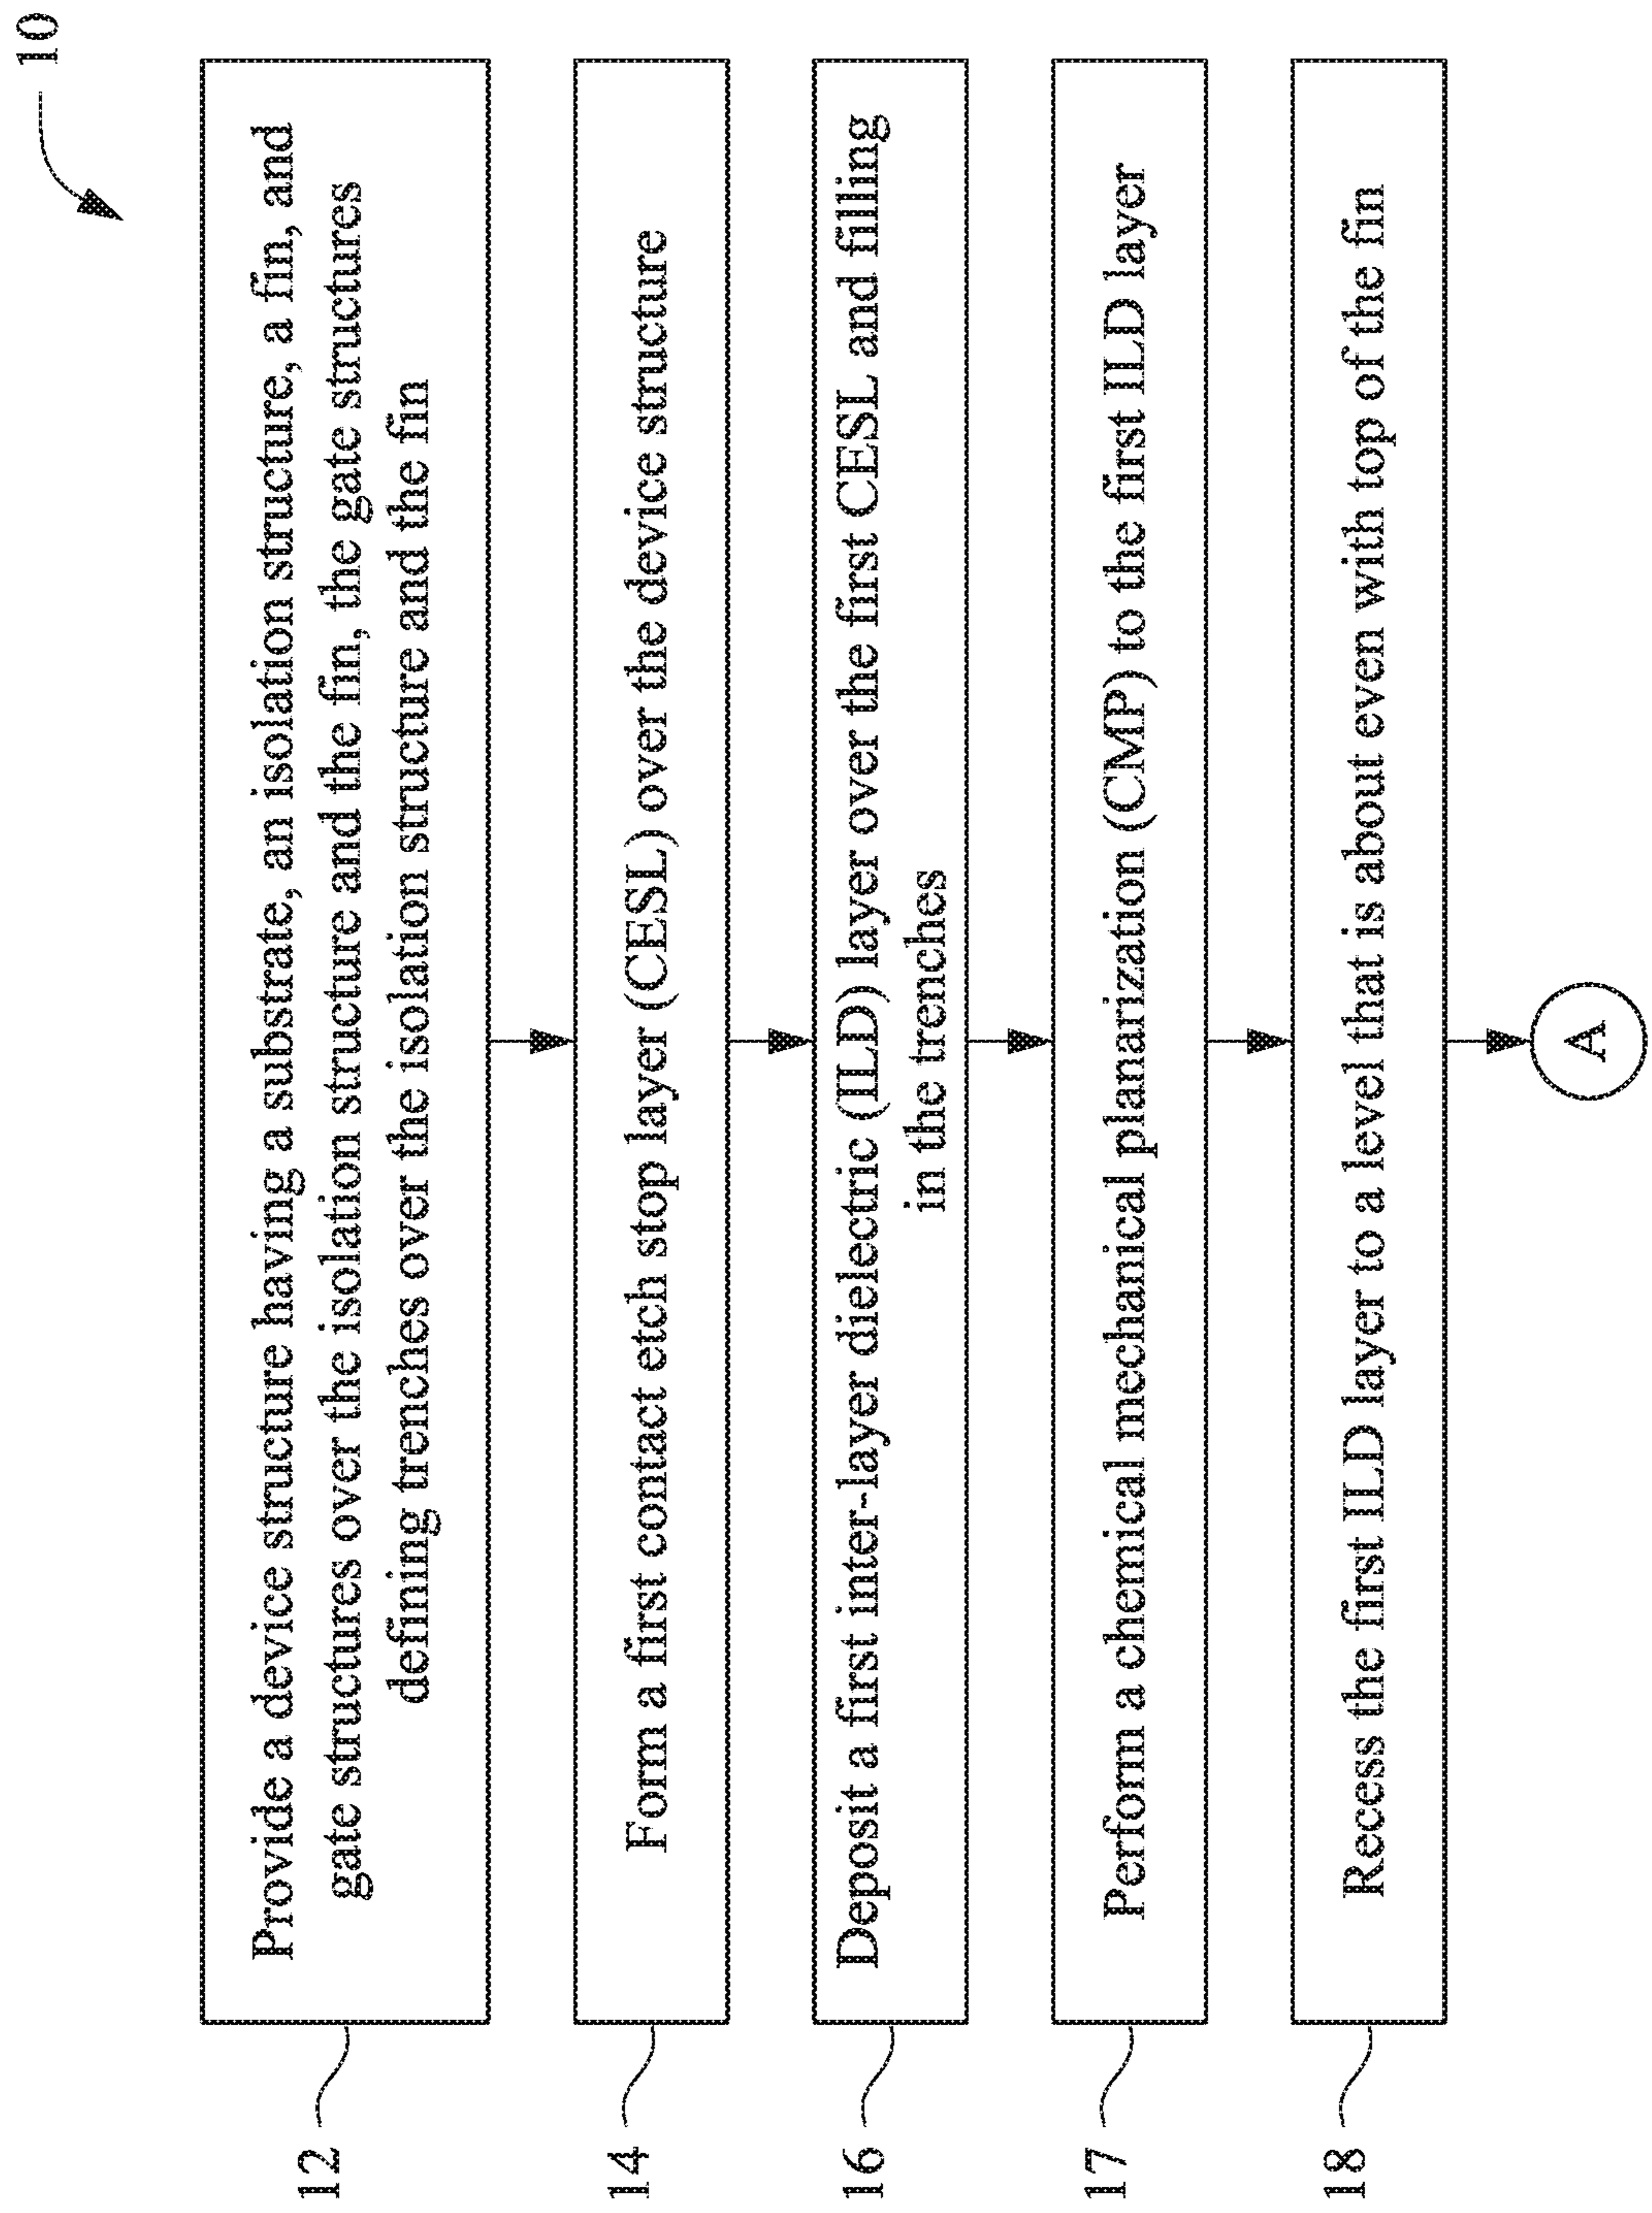 10
12
Provide a device structure having a substrate, an isolation structure, a fin, and
gate structures over the isolation structure and the fin, the gate structures
defining trenches over the isolation structure and the fin
14
Form a first contact etch stop layer (CESL) over the device structure
16
Deposit a first inter-layer dielectric (ILD) layer over the first CESL and filling
in the trenches
17
Perform a chemical mechanical planarization (CMP) to the first ILD layer
18
Recess the first ILD layer to a level that is about even with top of the fin
A